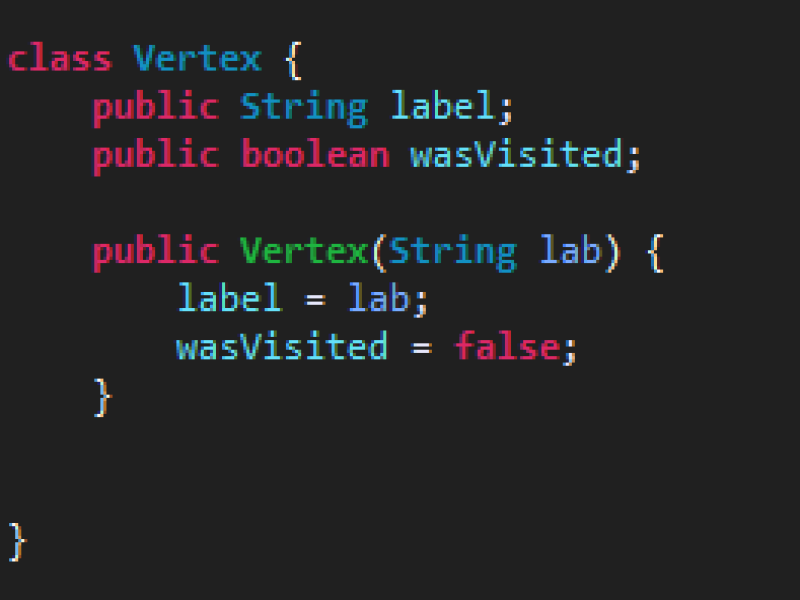 class Vertex {
    public String label;
    public boolean wasVisited;
    public Vertex(String lab) {
        label = lab;
        wasVisited = false;
    }
}